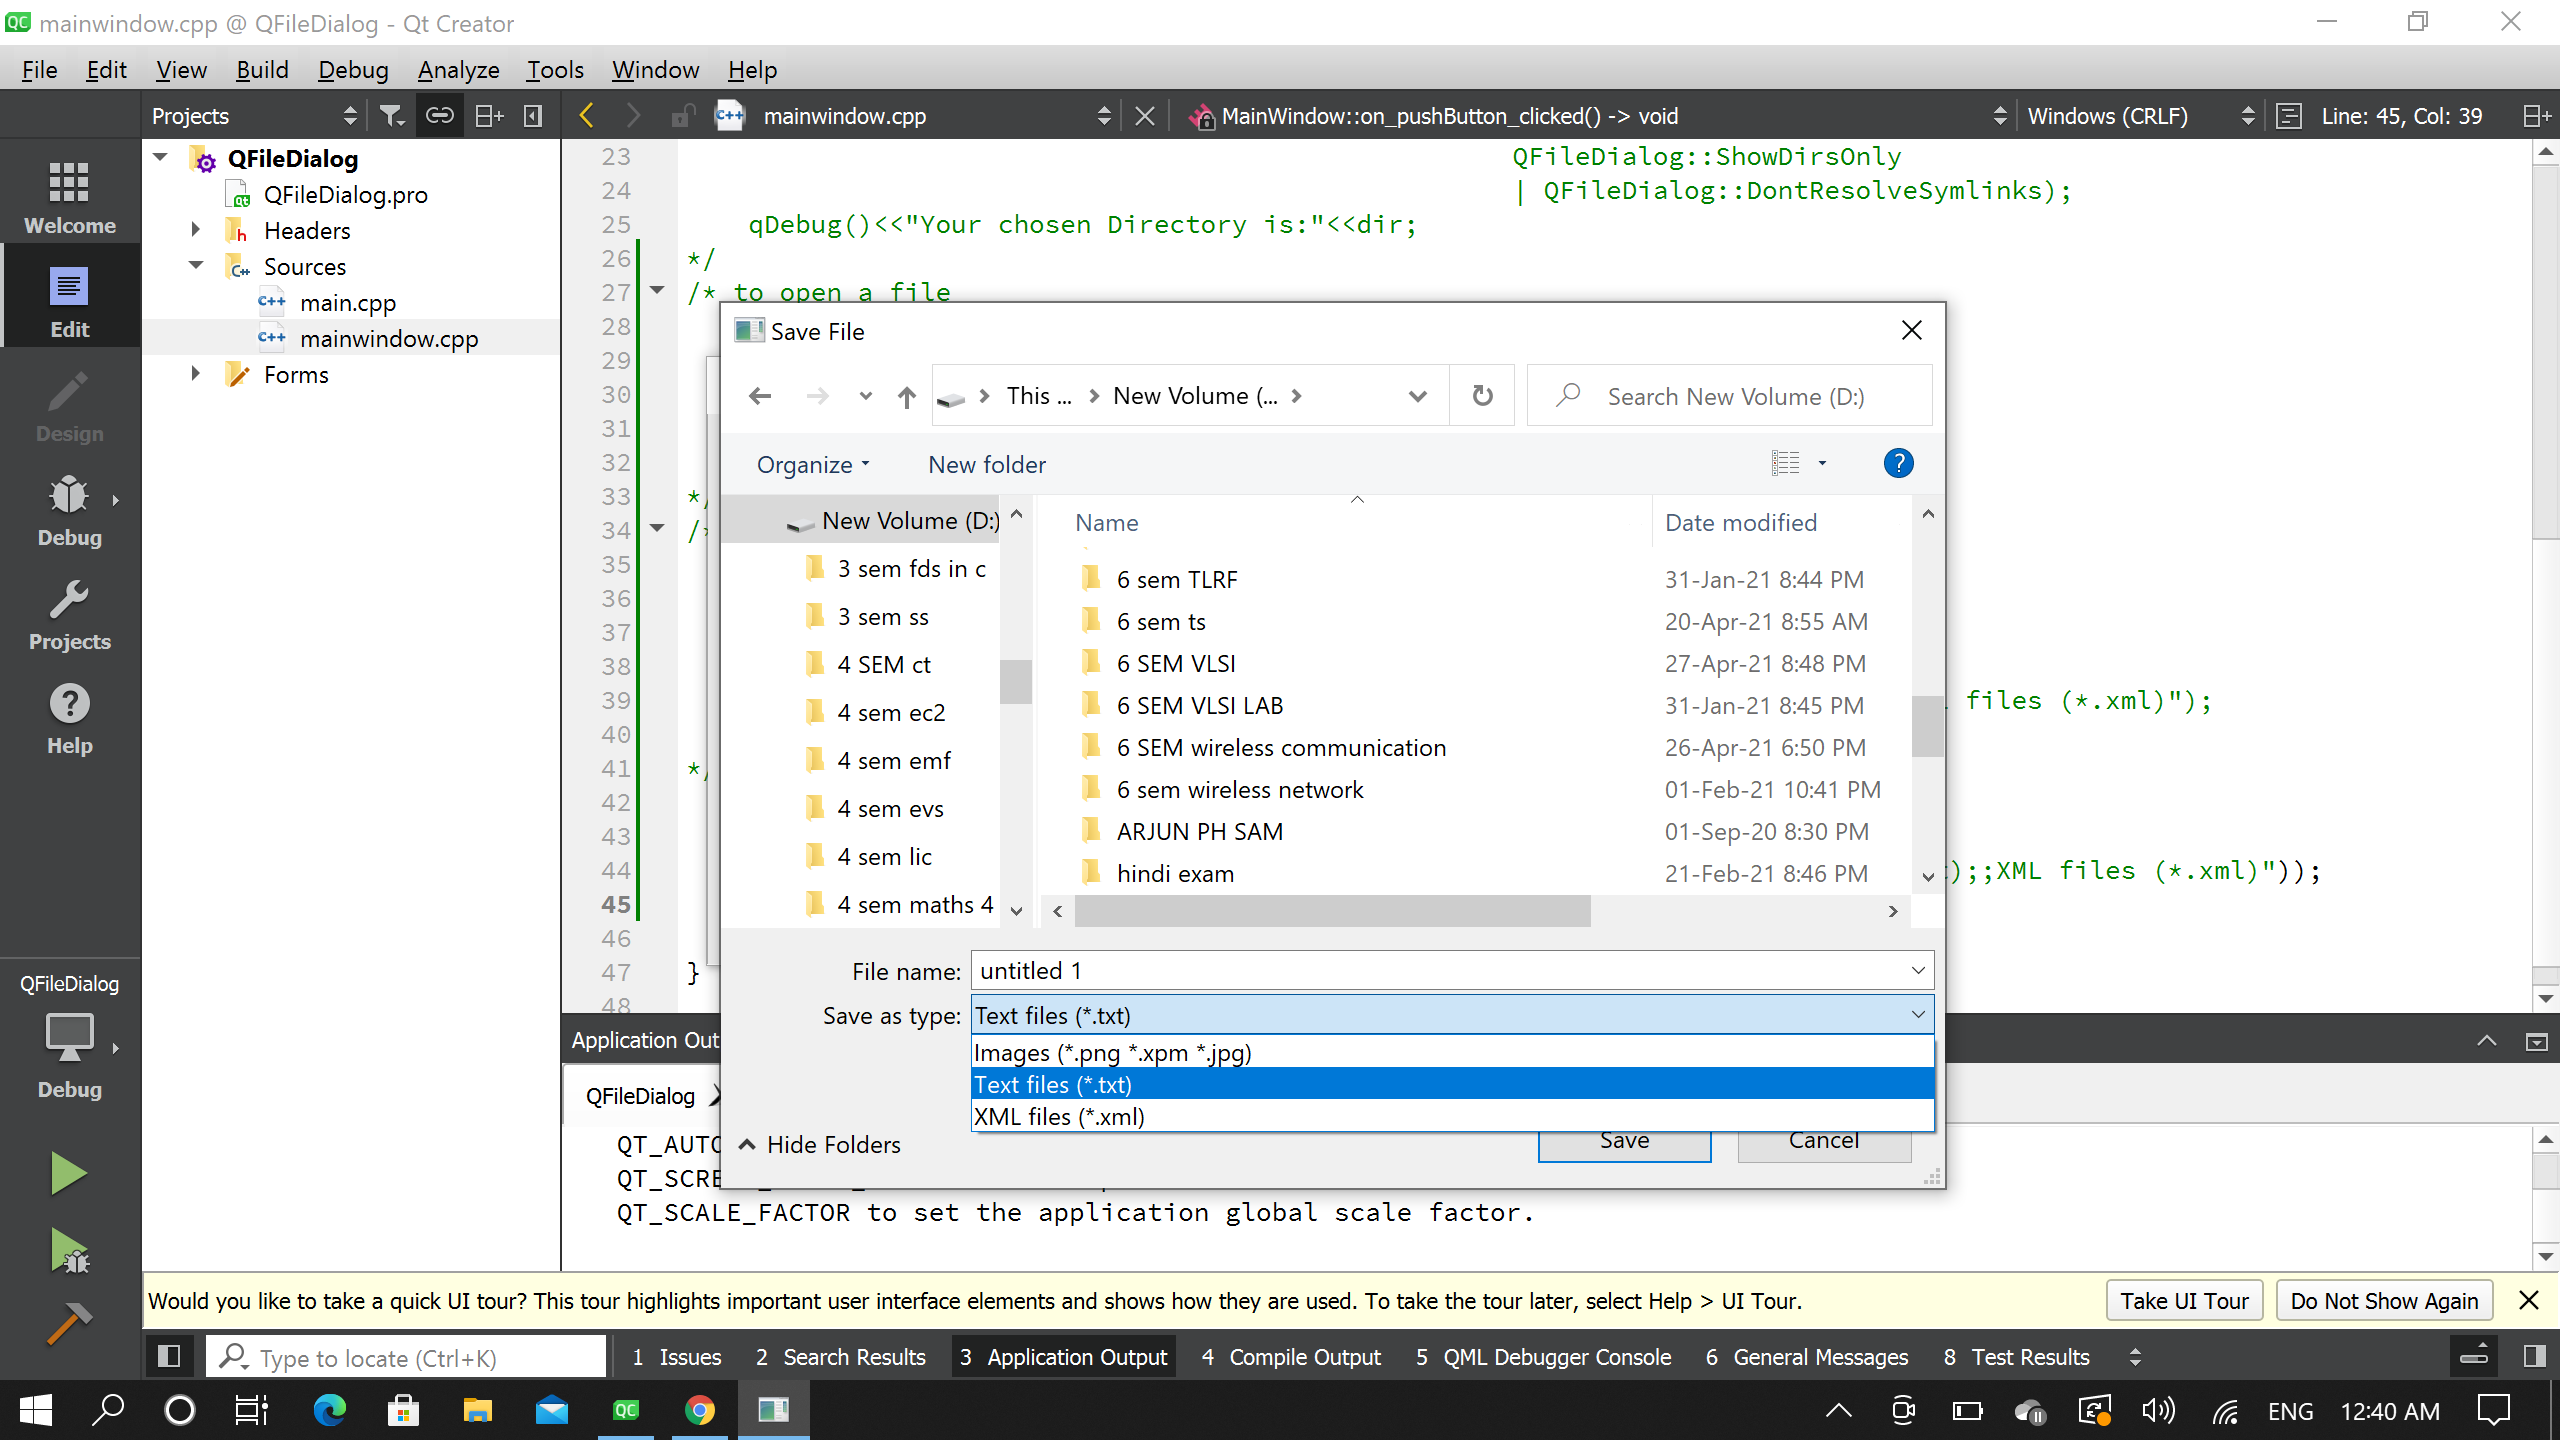 QC mainwindow.cpp @ QFileDialog - Qt Creator
File Edit View Build Debug Analyze Tools Window Help
Projects
mainwindow.cpp
MainWindow::on_pushButton_clicked() -> void
Windows (CRLF)
Line: 45, Col: 39
Welcome
Edit
Design
Debug
Projects
Help
QFileDialog
Debug
QFileDialog
QFileDialog.pro
Headers
Sources
main.cpp
mainwindow.cpp
Forms
23 QFileDialog::ShowDirsOnly
24 | QFileDialog::DontResolveSymlinks);
25 qDebug()<<"Your chosen Directory is:"<<dir;
26 */
27 /* to open a file
28
29
30
31
32
33 */
34 /*
35
36
37
38
39 files (*.xml)");
40
41 */
42
43
44 );;XML files (*.xml)"));
45
46
47 }
48
Save File
This ... New Volume (...
Search New Volume (D:)
Organize New folder
New Volume (D:)
3 sem fds in c
3 sem ss
4 SEM ct
4 sem ec2
4 sem emf
4 sem evs
4 sem lic
4 sem maths 4
Name Date modified
6 sem TLRF 31-Jan-21 8:44 PM
6 sem ts 20-Apr-21 8:55 AM
6 SEM VLSI 27-Apr-21 8:48 PM
6 SEM VLSI LAB 31-Jan-21 8:45 PM
6 SEM wireless communication 26-Apr-21 6:50 PM
6 sem wireless network 01-Feb-21 10:41 PM
ARJUN PH SAM 01-Sep-20 8:30 PM
hindi exam 21-Feb-21 8:46 PM
File name: untitled 1
Save as type: Text files (*.txt)
Images (*.png *.xpm *.jpg)
Text files (*.txt)
XML files (*.xml)
Hide Folders
Save Cancel
Application Out
QFileDialog
QT_AUTO
QT_SCRE
QT_SCALE_FACTOR to set the application global scale factor.
Would you like to take a quick UI tour? This tour highlights important user interface elements and shows how they are used. To take the tour later, select Help > UI Tour.
Take UI Tour Do Not Show Again
Type to locate (Ctrl+K)
1 Issues 2 Search Results 3 Application Output 4 Compile Output 5 QML Debugger Console 6 General Messages 8 Test Results
QC
ENG 12:40 AM